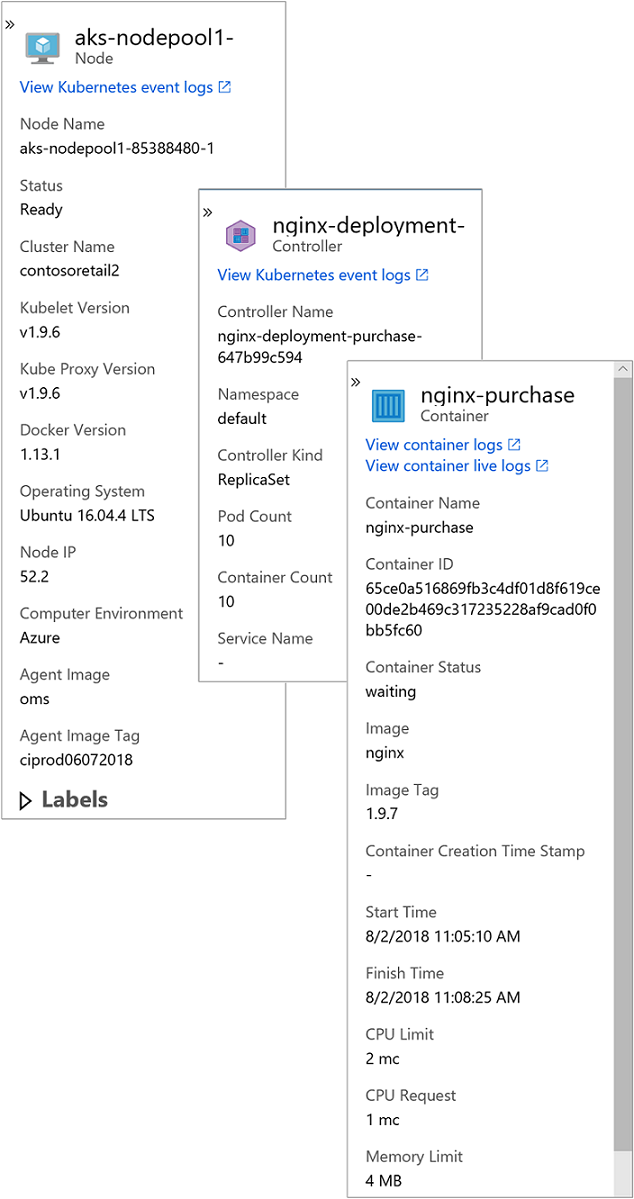 aks-nodepool1-
Node
View Kubernetes event logs
Node Name
aks-nodepool1-85388480-1
Status
Ready
Cluster Name
contosoretail2
Kubelet Version
v1.9.6
Kube Proxy Version
v1.9.6
Docker Version
1.13.1
Operating System
Ubuntu 16.04.4 LTS
Node IP
52.2
Computer Environment
Azure
Agent Image
oms
Agent Image Tag
ciprod06072018
Labels
nginx-deployment-
Controller
View Kubernetes event logs
Controller Name
nginx-deployment-purchase-
647b99c594
Namespace
default
Controller Kind
ReplicaSet
Pod Count
10
Container Count
10
Service Name
-
nginx-purchase
Container
View container logs
View container live logs
Container Name
nginx-purchase
Container ID
65ce0a516869fb3c4df01d8f619ce
00de2b469c317235228af9cad0f0
bb5fc60
Container Status
waiting
Image
nginx
Image Tag
1.9.7
Container Creation Time Stamp
-
Start Time
8/2/2018 11:05:10 AM
Finish Time
8/2/2018 11:08:25 AM
CPU Limit
2 mc
CPU Request
1 mc
Memory Limit
4 MB